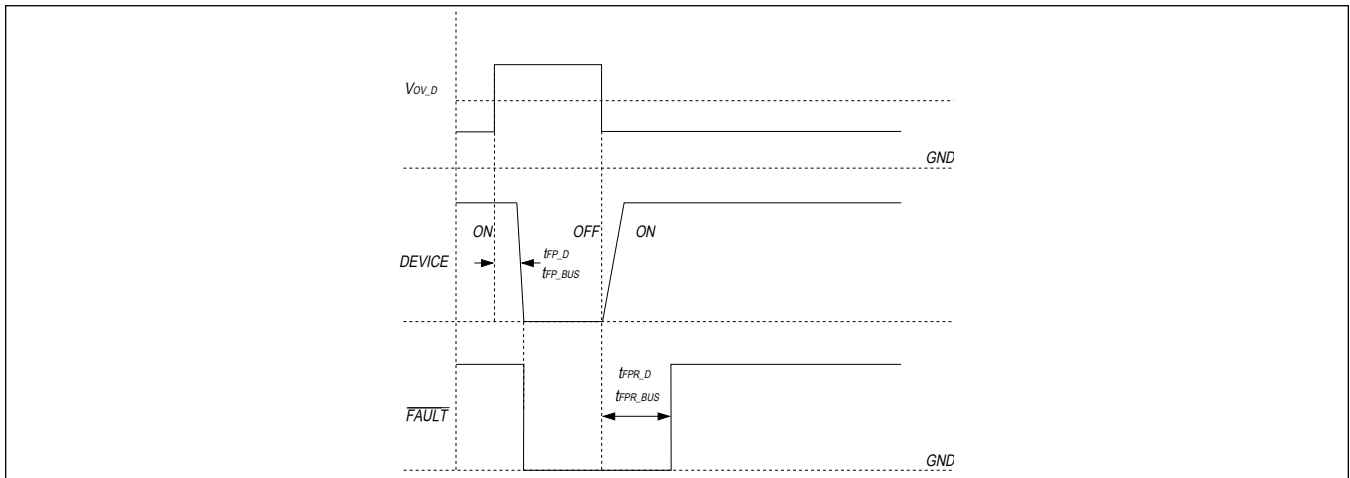 VOV_D
GND
ON OFF ON
DEVICE
tFP_D
tFP_BUS
tFPR_D
tFPR_BUS
FAULT
GND